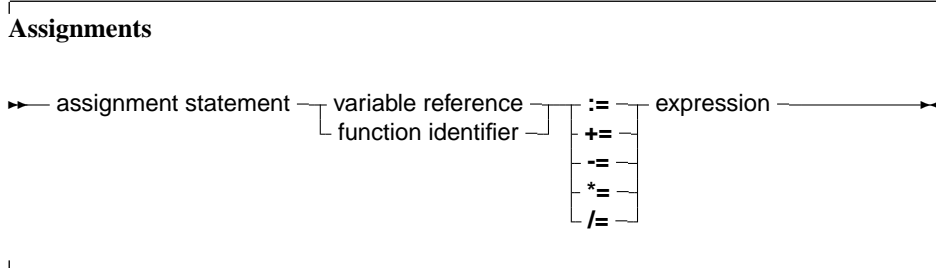 Assignments
assignment statement variable reference := expression
function identifier +=
-=
*=
/=